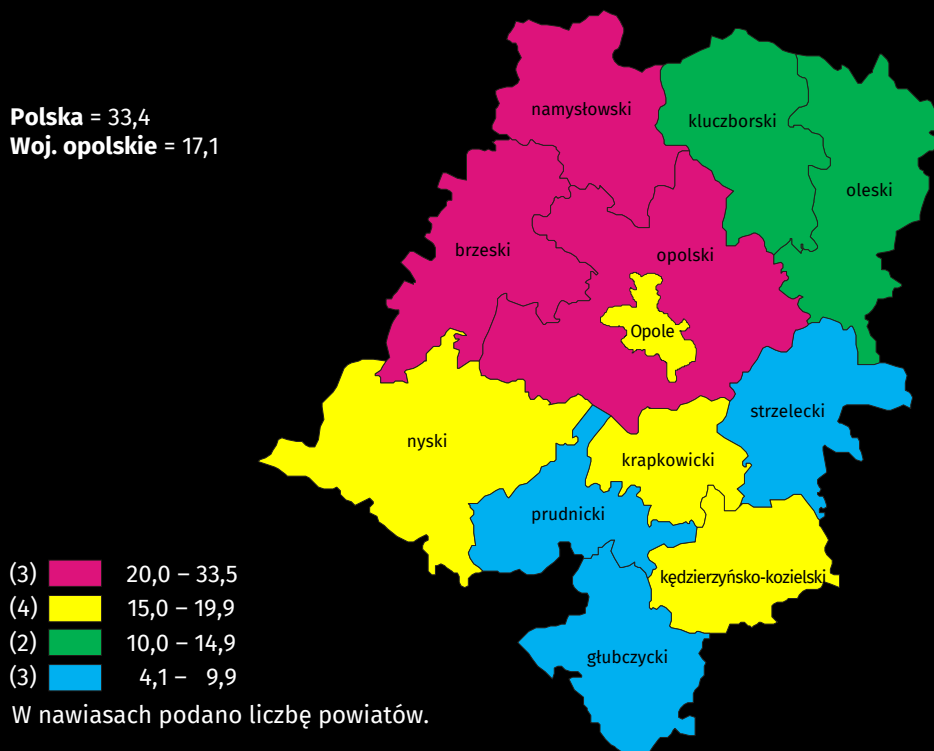 Polska = 33,4
Woj. opolskie = 17,1
namysłowski
kluczborski
oleski
brzeski
opolski
Opole
strzelecki
nyski
krapkowicki
prudnicki
kędzierzyńsko-kozielski
głubczycki
(3) 20,0 – 33,5
(4) 15,0 – 19,9
(2) 10,0 – 14,9
(3) 4,1 – 9,9
W nawiasach podano liczbę powiatów.